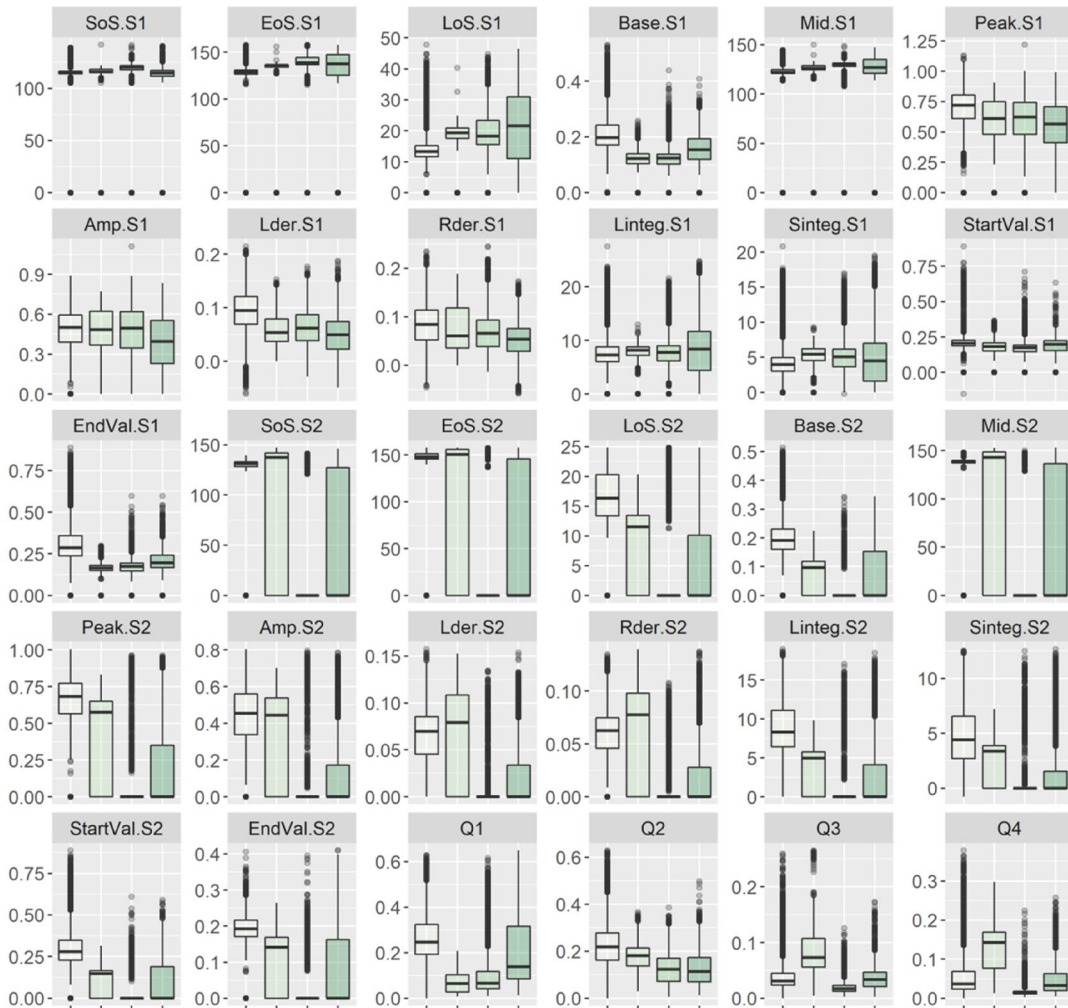 SoS.S1 EoS.S1 LoS.S1 Base.S1 Mid.S1 Peak.S1
100 50 0
150 100 50 0
50 40 30 20 10 0
0.4 0.2 0.0
150 100 50 0
1.25 1.00 0.75 0.50 0.25 0.00
Amp.S1 Lder.S1 Rder.S1 Linteg.S1 Sinteg.S1 StartVal.S1
0.9 0.6 0.3 0.0
0.2 0.1 0.0
0.2 0.1 0.0
20 10 0
20 15 10 5 0
0.75 0.50 0.25 0.00
EndVal.S1 SoS.S2 EoS.S2 LoS.S2 Base.S2 Mid.S2
0.75 0.50 0.25 0.00
150 100 50 0
150 100 50 0
25 20 15 10 5 0
0.5 0.4 0.3 0.2 0.1 0.0
150 100 50 0
Peak.S2 Amp.S2 Lder.S2 Rder.S2 Linteg.S2 Sinteg.S2
1.00 0.75 0.50 0.25 0.00
0.8 0.6 0.4 0.2 0.0
0.15 0.10 0.05 0.00
0.10 0.05 0.00
15 10 5 0
10 5 0
StartVal.S2 EndVal.S2 Q1 Q2 Q3 Q4
0.75 0.50 0.25 0.00
0.4 0.3 0.2 0.1 0.0
0.6 0.4 0.2 0.0
0.6 0.4 0.2 0.0
0.2 0.1 0.0
0.3 0.2 0.1 0.0